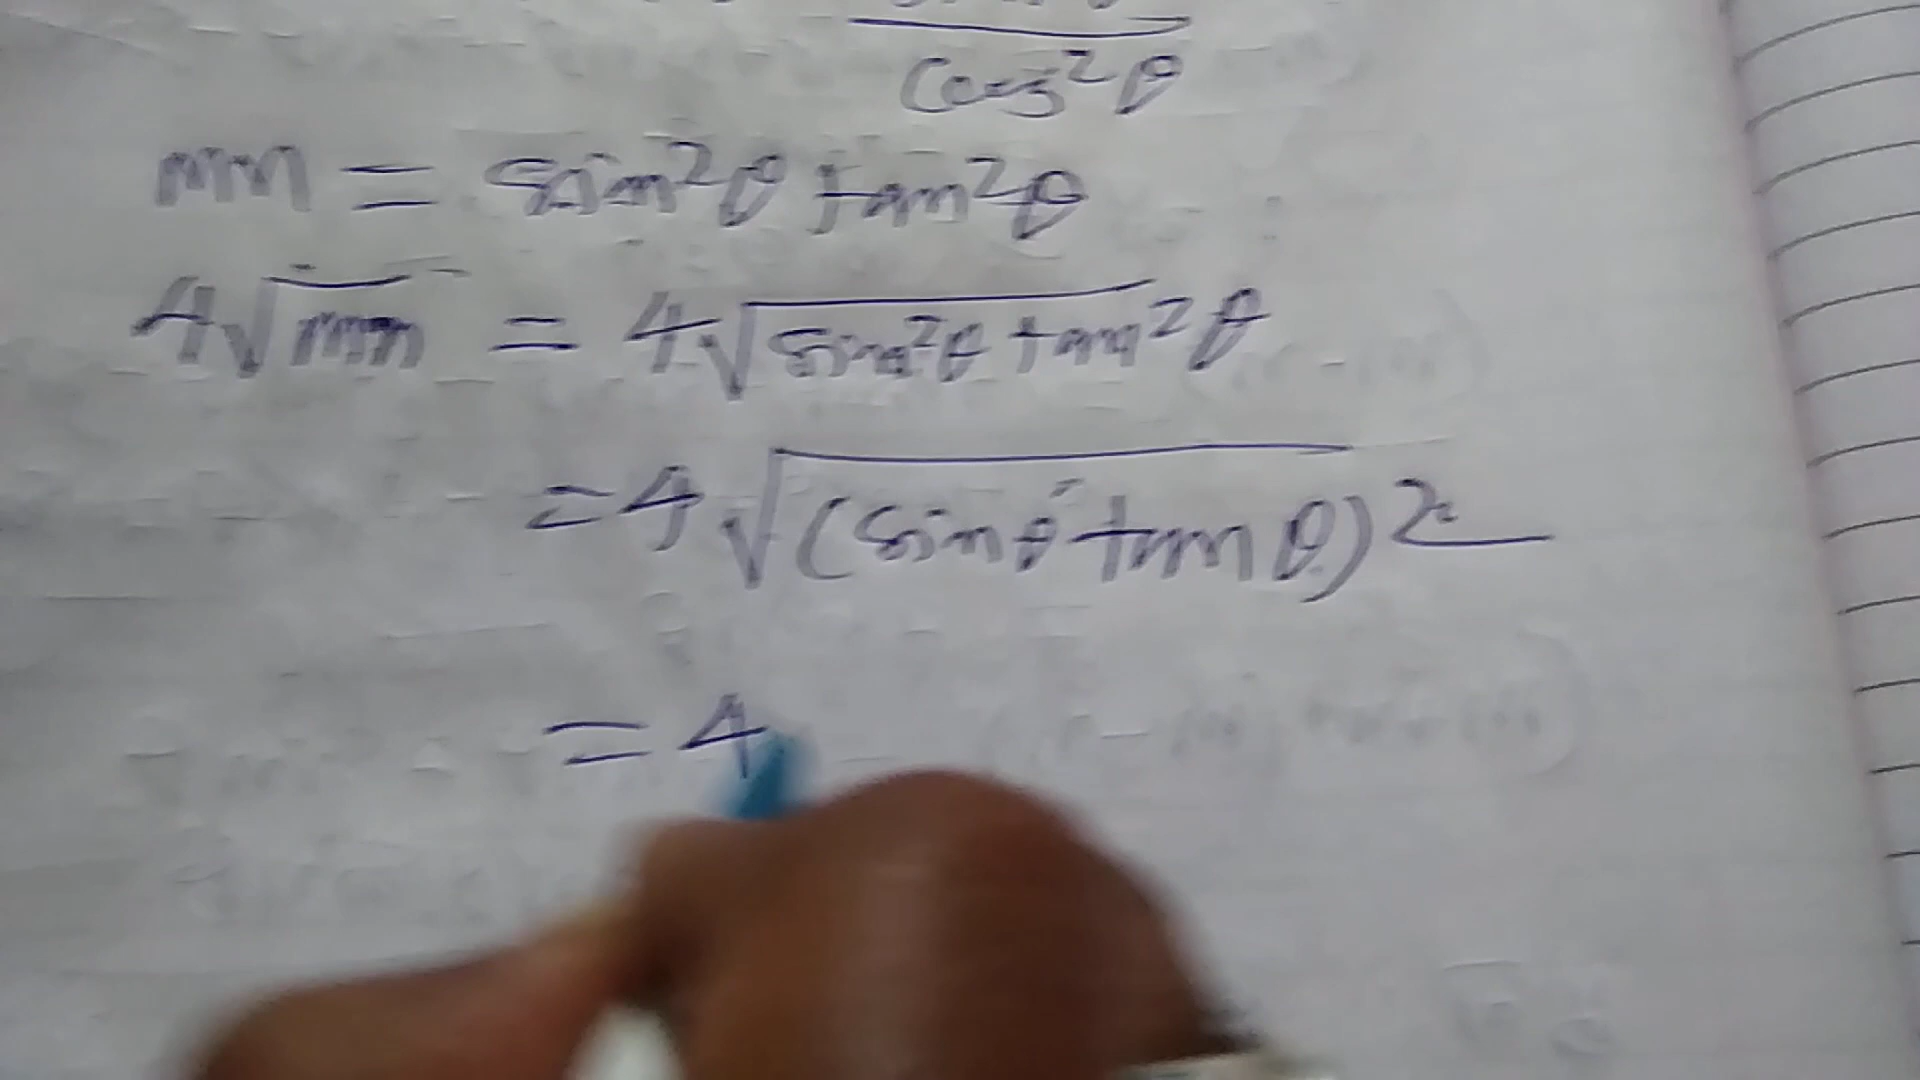 cos²θ
mn = sin²θ tan²θ
4√mn = 4√sin²θ tan²θ
= 4√(sinθ tanθ)²
= 4